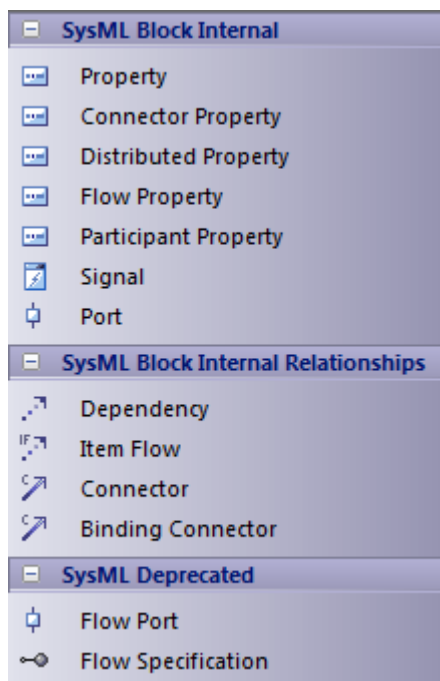 SysML Block Internal
Property
Connector Property
Distributed Property
Flow Property
Participant Property
Signal
Port
SysML Block Internal Relationships
Dependency
IF Item Flow
C Connector
C Binding Connector
SysML Deprecated
Flow Port
Flow Specification